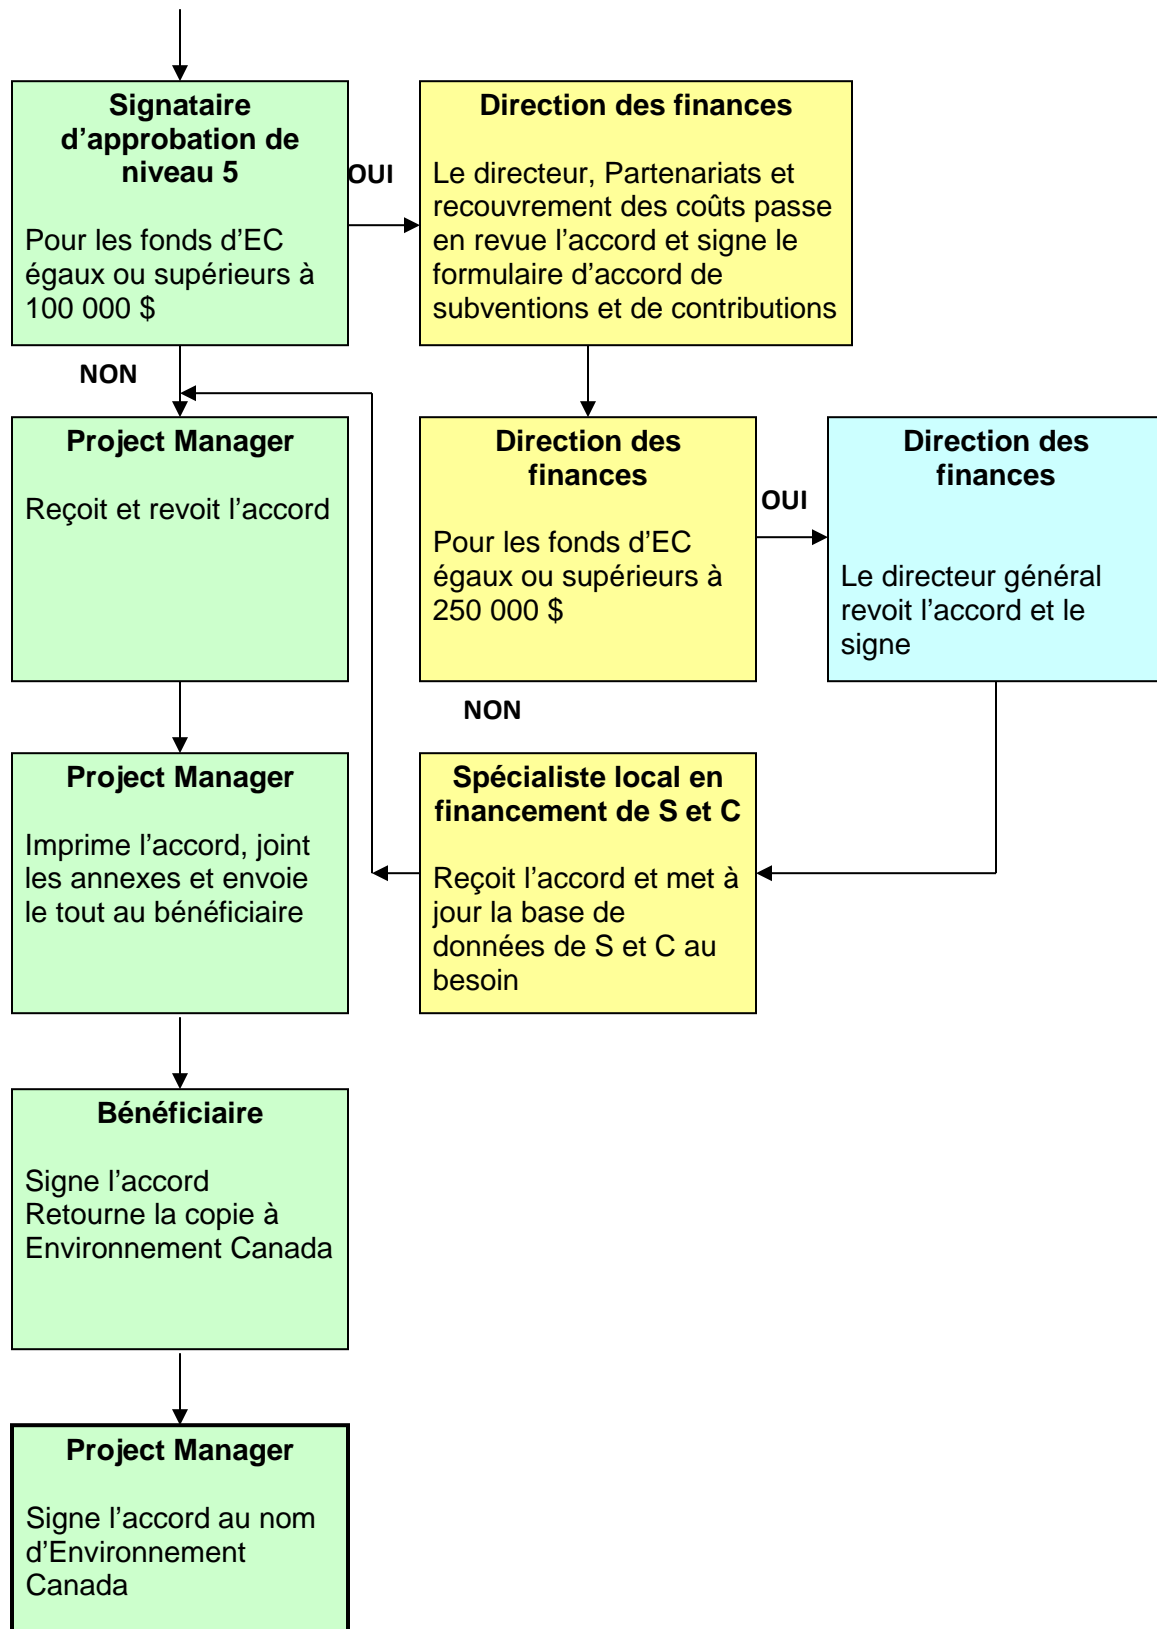 Signataire
d’approbation de
niveau 5
Pour les fonds d’EC
égaux ou supérieurs à
100 000 $
OUI
Direction des finances
Le directeur, Partenariats et
recouvrement des coûts passe
en revue l’accord et signe le
formulaire d’accord de
subventions et de contributions
NON
Project Manager
Reçoit et revoit l’accord
Direction des
finances
Pour les fonds d’EC
égaux ou supérieurs à
250 000 $
OUI
Direction des
finances
Le directeur général
revoit l’accord et le
signe
NON
Project Manager
Imprime l’accord, joint
les annexes et envoie
le tout au bénéficiaire
Spécialiste local en
financement de S et C
Reçoit l’accord et met à
jour la base de
données de S et C au
besoin
Bénéficiaire
Signe l’accord
Retourne la copie à
Environnement Canada
Project Manager
Signe l’accord au nom
d’Environnement
Canada